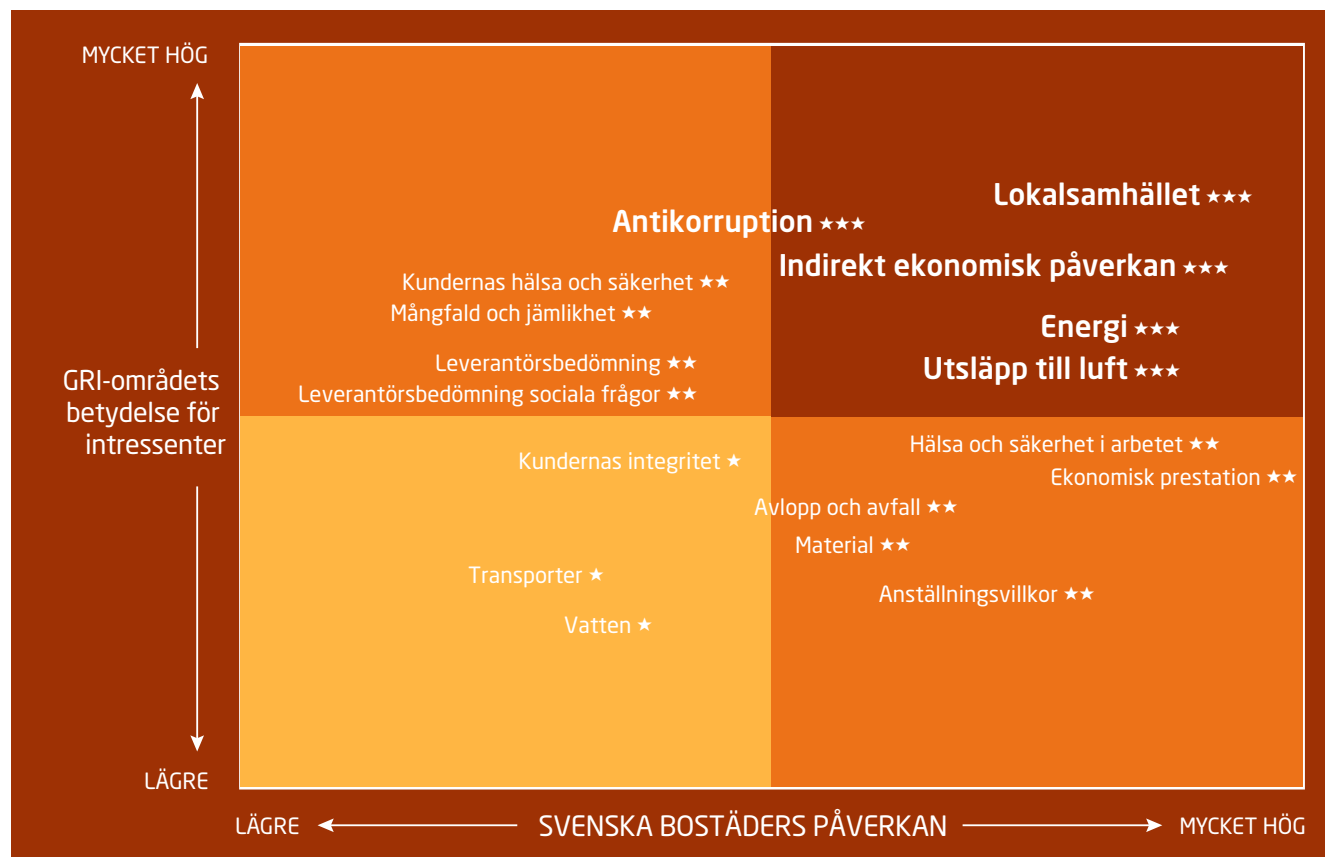 MYCKET HÖG
Lokalsamhället ★★★
Antikorruption ★★★
Indirekt ekonomisk påverkan ★★★
Kundernas hälsa och säkerhet ★★
Mångfald och jämlikhet ★★
Energi ★★★
Leverantörsbedömning ★★
Utsläpp till luft ★★★
Leverantörsbedömning sociala frågor ★★
GRI-områdets
betydelse för
intressenter
Hälsa och säkerhet i arbetet ★★
Kundernas integritet ★
Ekonomisk prestation ★★
Avlopp och avfall ★★
Material ★★
Transporter ★
Anställningsvillkor ★★
Vatten ★
LÄGRE
LÄGRE SVENSKA BOSTÄDERS PÅVERKAN MYCKET HÖG